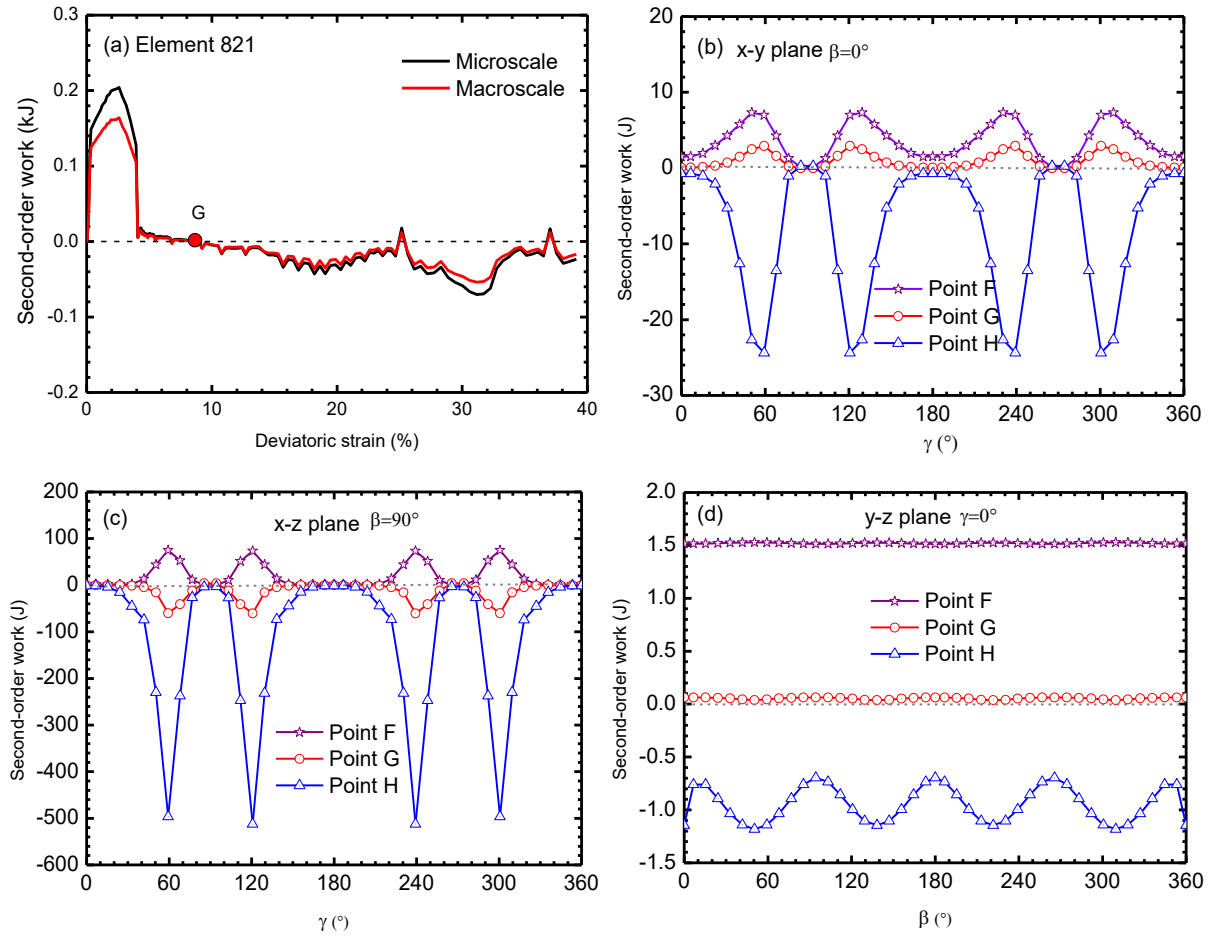 (a) Element 821
Microscale
Macroscale
G
Second-order work (kJ)
0.3
0.2
0.1
0.0
-0.1
-0.2
0 10 20 30 40
Deviatoric strain (%)
(b) x-y plane β=0°
Point F
Point G
Point H
Second-order work (J)
20
10
0
-10
-20
-30
0 60 120 180 240 300 360
γ (°)
(c) x-z plane β=90°
Point F
Point G
Point H
Second-order work (J)
200
100
0
-100
-200
-300
-400
-500
-600
0 60 120 180 240 300 360
γ (°)
(d) y-z plane γ=0°
Point F
Point G
Point H
Second-order work (J)
2.0
1.5
1.0
0.5
0.0
-0.5
-1.0
-1.5
0 60 120 180 240 300 360
β (°)